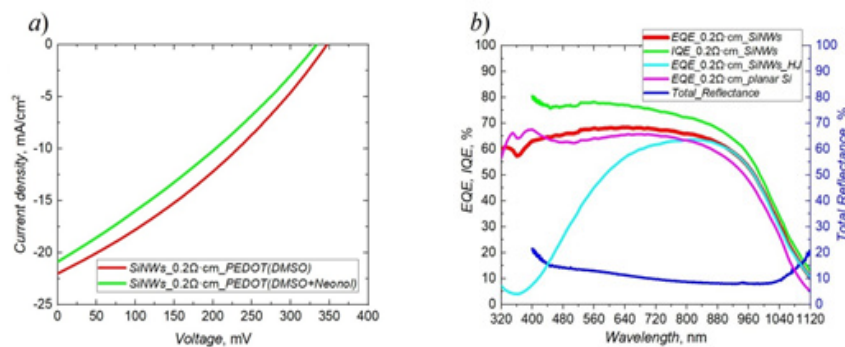 a)
0
-5
-10
-15
-20
-25
Current density, mA/cm²
SiNWs_0.2Ω·cm_PEDOT(DMSO)
SiNWs_0.2Ω·cm_PEDOT(DMSO+Neonol)
0 50 100 150 200 250 300 350 400
Voltage, mV
b)
EQE_0.2Ω·cm_SiNWs
IQE_0.2Ω·cm_SiNWs
EQE_0.2Ω·cm_SiNWs_HJ
EQE_0.2Ω·cm_planar Si
Total_Reflectance
100
90
80
70
60
50
40
30
20
10
0
EQE, IQE, %
100
90
80
70
60
50
40
30
20
10
0
Total Reflectance, %
320 400 480 560 640 720 800 880 960 1040 1120
Wavelength, nm